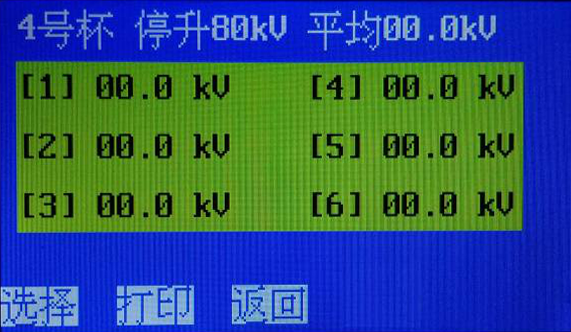 4号杯 停升80kV 平均00.0kV
[1] 00.0 kV [4] 00.0 kV
[2] 00.0 kV [5] 00.0 kV
[3] 00.0 kV [6] 00.0 kV
选择 打印 返回